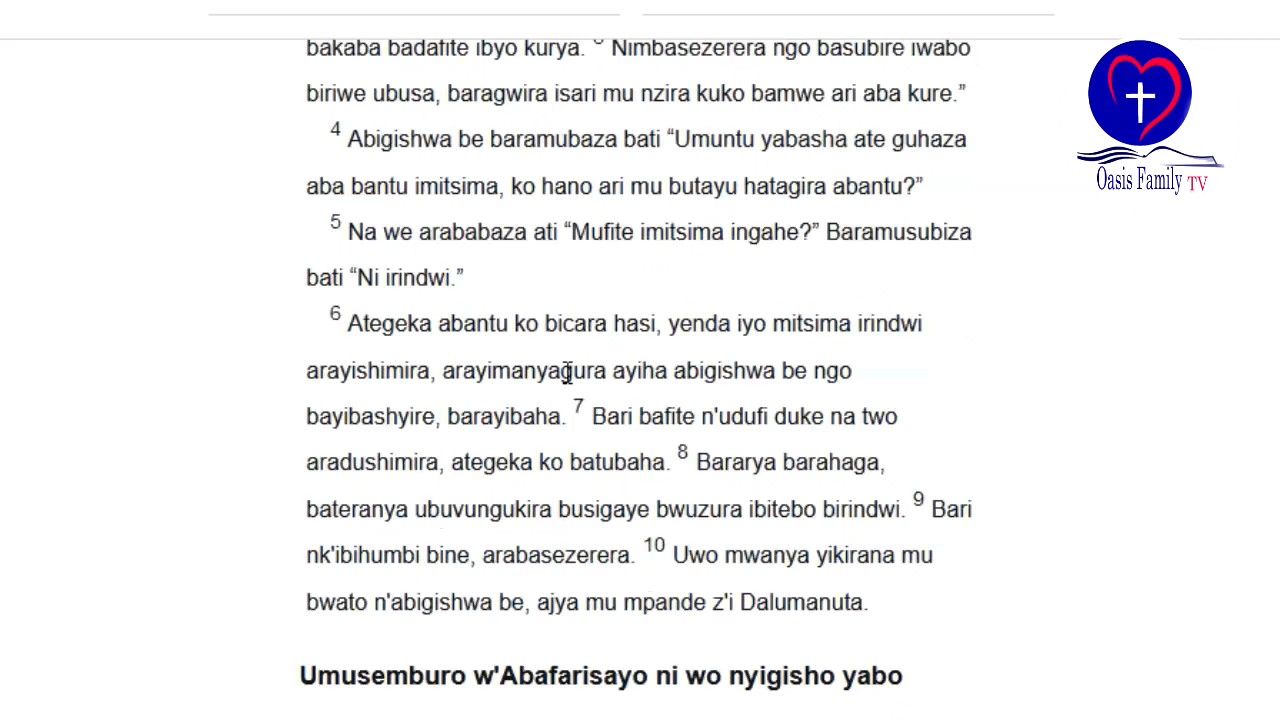 bakaba badafite ibyo kurya. 3 Nimbasezerera ngo basubire iwabo
biriwe ubusa, baragwira isari mu nzira kuko bamwe ari aba kure.”
4 Abigishwa be baramubaza bati “Umuntu yabasha ate guhaza
aba bantu imitsima, ko hano ari mu butayu hatagira abantu?”
5 Na we arababaza ati “Mufite imitsima ingahe?” Baramusubiza
bati “Ni irindwi.”
6 Ategeka abantu ko bicara hasi, yenda iyo mitsima irindwi
arayishimira, arayimanyagura ayiha abigishwa be ngo
bayibashyire, barayibaha. 7 Bari bafite n'udufi duke na two
aradushimira, ategeka ko batubaha. 8 Bararya barahaga,
bateranya ubuvungukira busigaye bwuzura ibitebo birindwi. 9 Bari
nk'ibihumbi bine, arabasezerera. 10 Uwo mwanya yikirana mu
bwato n'abigishwa be, ajya mu mpande z'i Dalumanuta.
Umusemburo w'Abafarisayo ni wo nyigisho yabo
Oasis Family TV